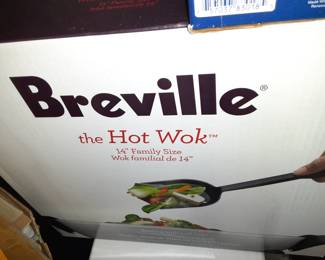 Breville®
the Hot Wok™
14" Family Size
Wok familial de 14"